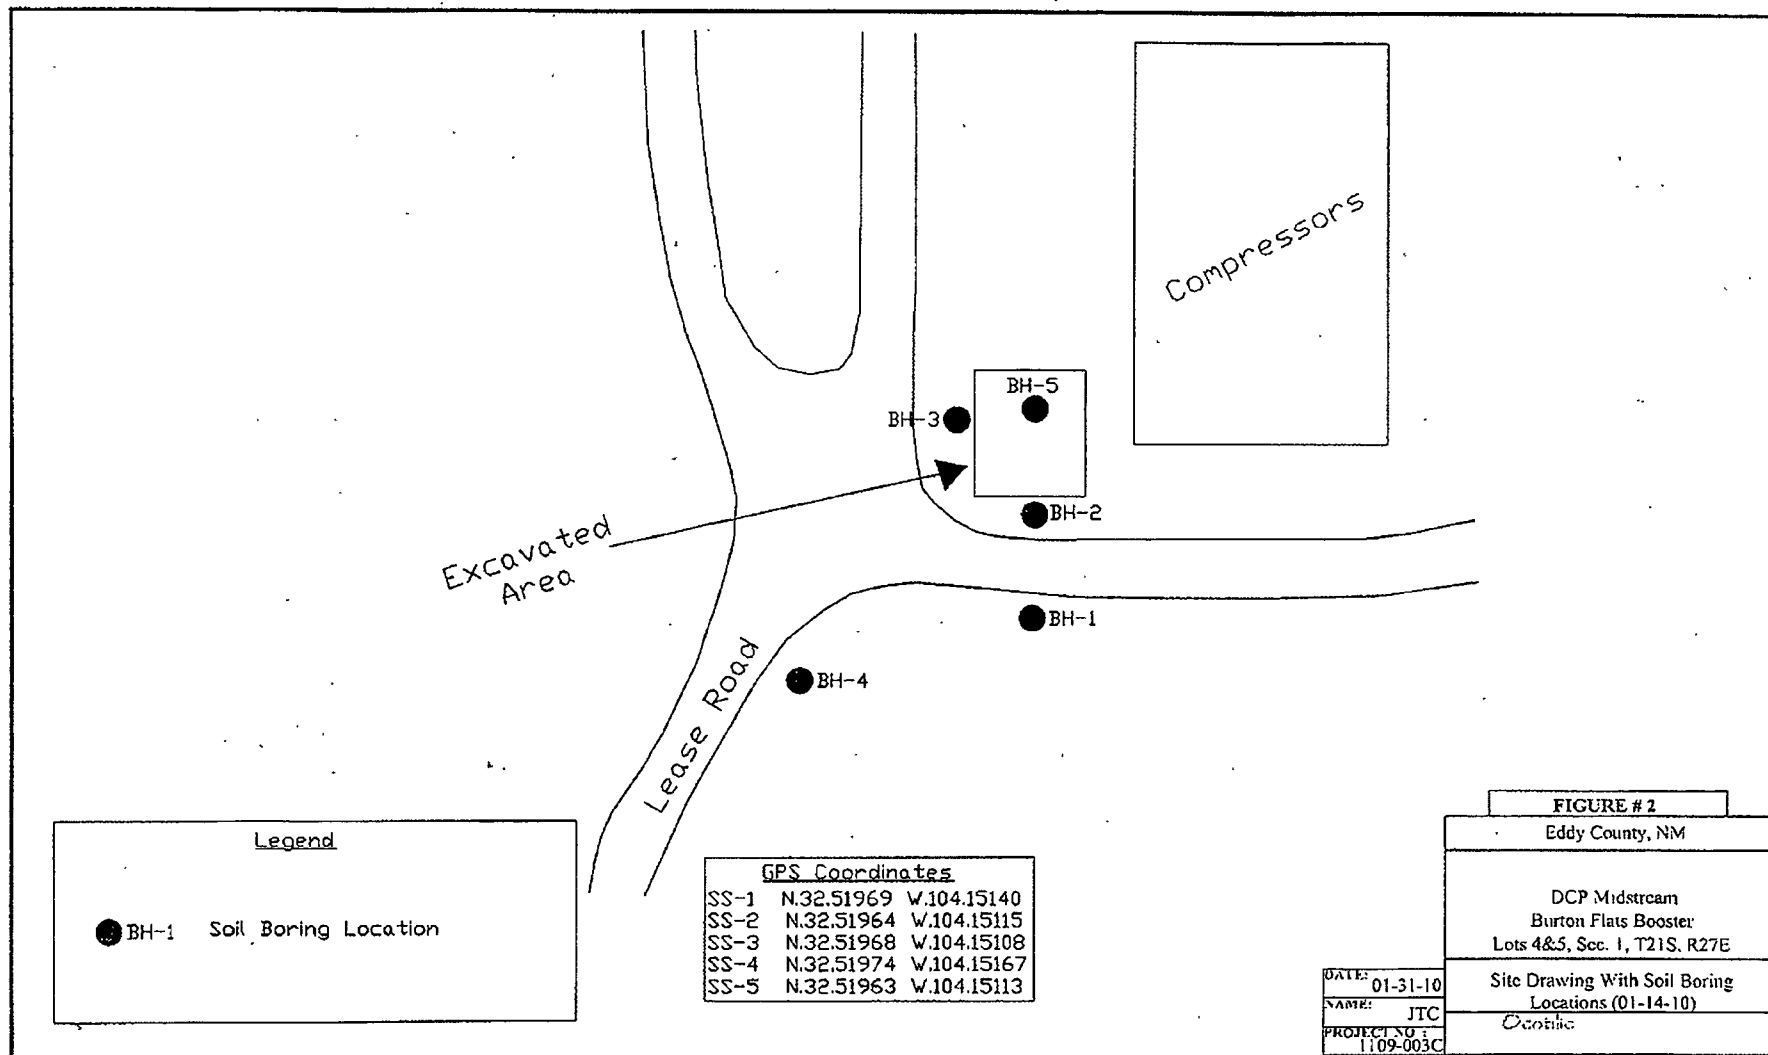 Compressors
BH-5
BH-3
BH-2
Excavated
Area
BH-1
BH-4
Lease Road
Legend
BH-1 Soil Boring Location
GPS Coordinates
SS-1 N.32.51969 W.104.15140
SS-2 N.32.51964 W.104.15115
SS-3 N.32.51968 W.104.15108
SS-4 N.32.51974 W.104.15167
SS-5 N.32.51963 W.104.15113
FIGURE # 2
Eddy County, NM
DCP Midstream
Burton Flats Booster
Lots 4&5, Sec. 1, T21S, R27E
DATE: 01-31-10
NAME: JTC
PROJECT NO : 1109-003C
Site Drawing With Soil Boring
Locations (01-14-10)